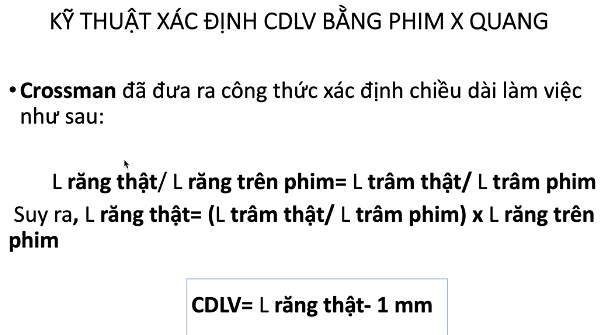 KỸ THUẬT XÁC ĐỊNH CDLV BẰNG PHIM X QUANG
• Crossman đã đưa ra công thức xác định chiều dài làm việc
như sau:
L răng thật/ L răng trên phim= L trâm thật/ L trâm phim
Suy ra, L răng thật= (L trâm thật/ L trâm phim) x L răng trên
phim
CDLV= L răng thật- 1 mm